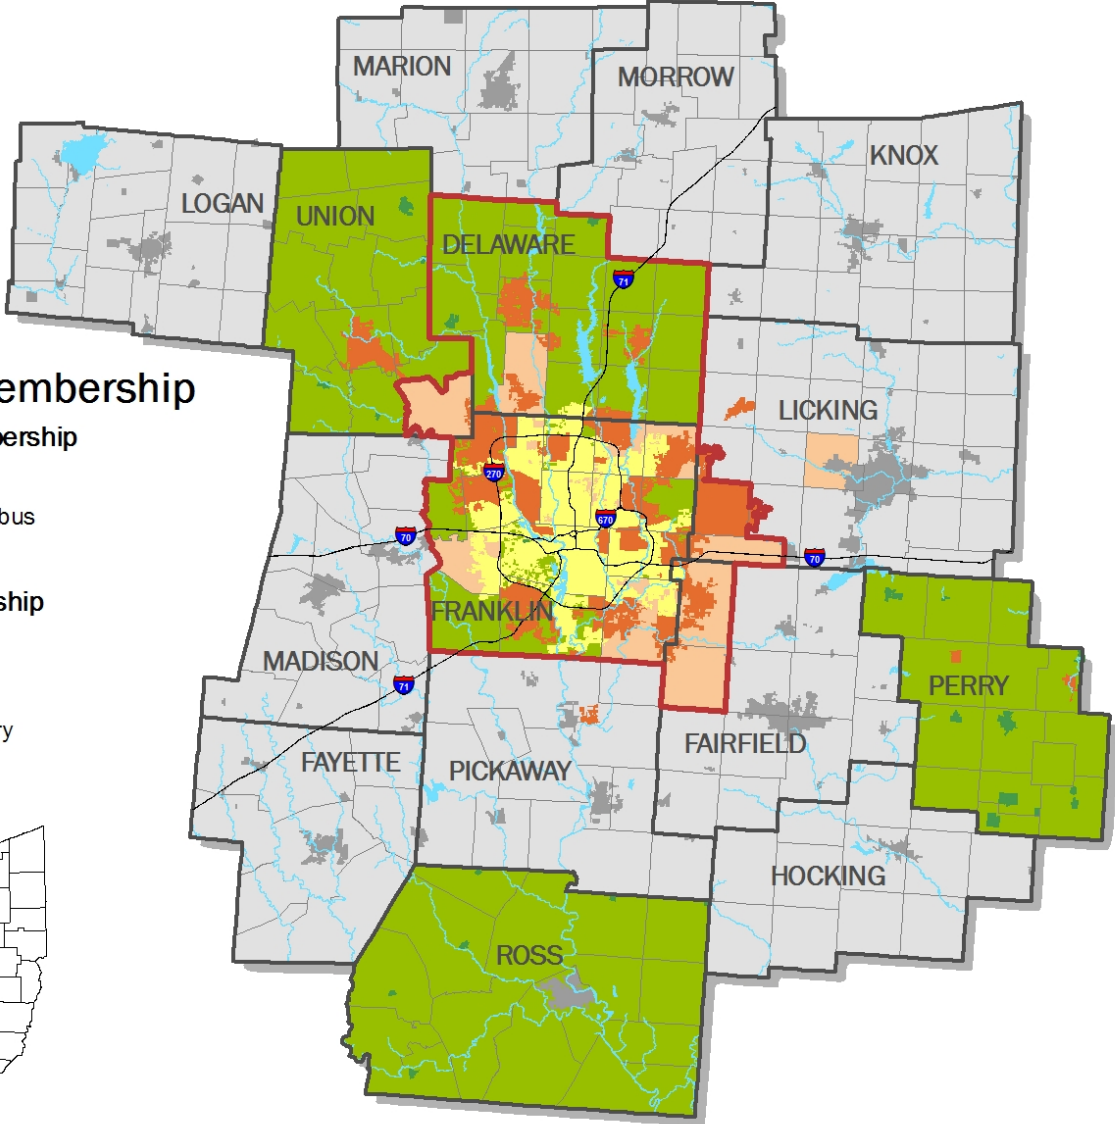 MARION
MORROW
KNOX
LOGAN
UNION
DELAWARE
71
embership
bership
LICKING
270
bus
670
70
70
ship
FRANKLIN
MADISON
71
PERRY
ry
FAIRFIELD
FAYETTE
PICKAWAY
HOCKING
ROSS